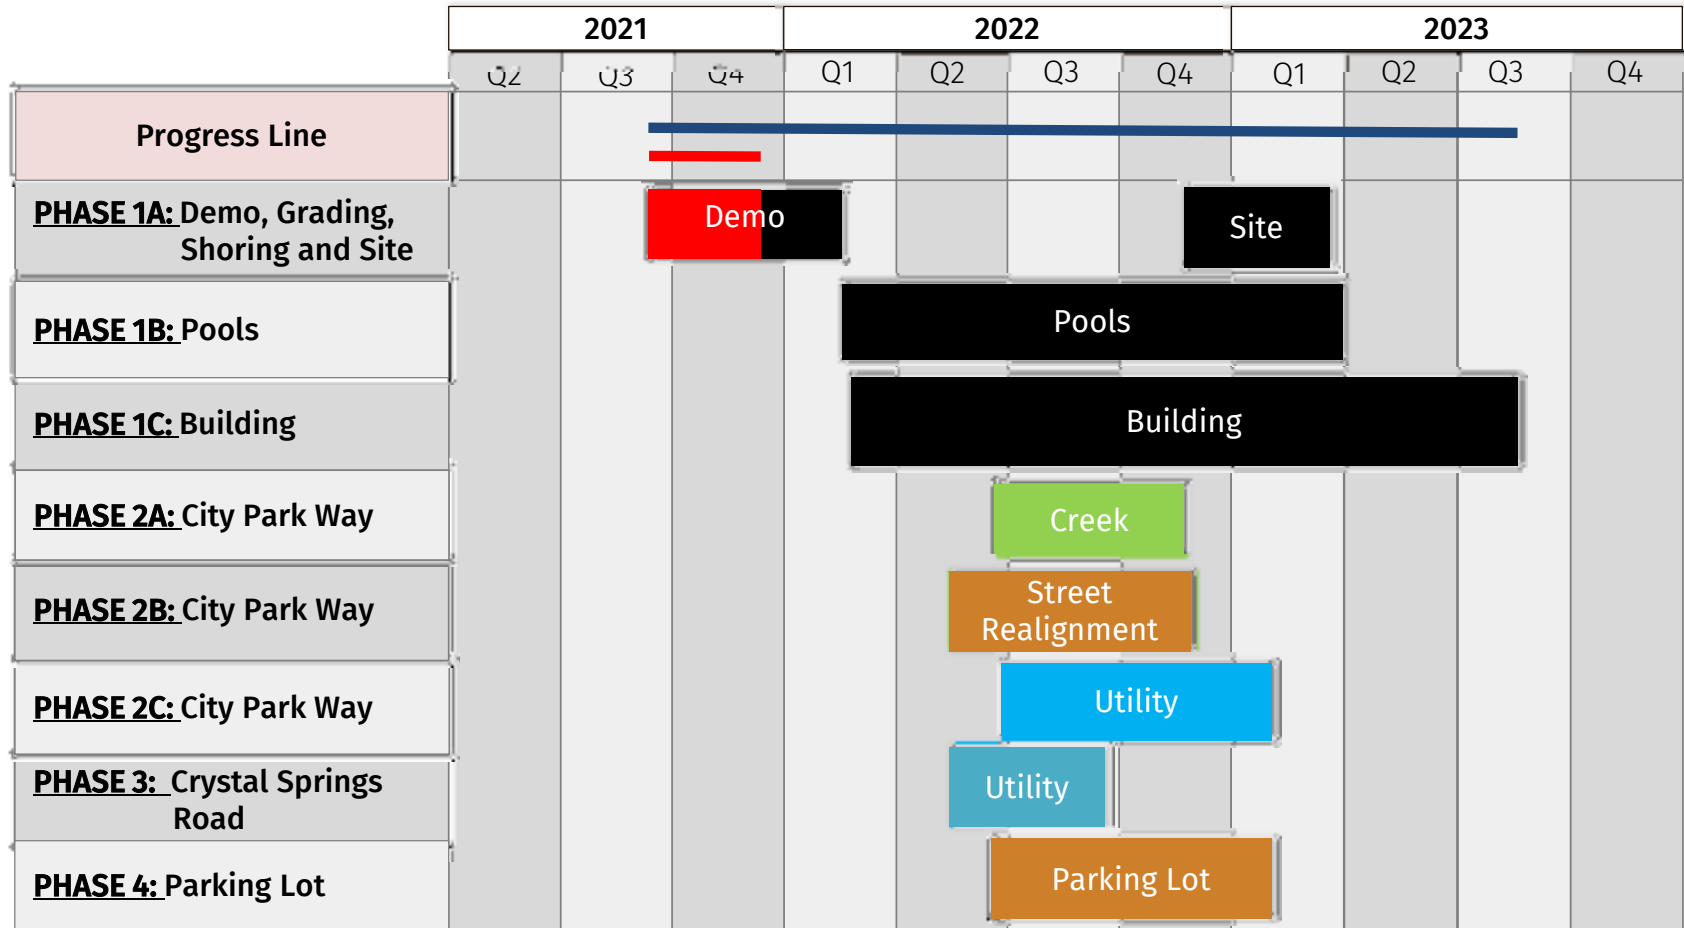 2021 2022 2023
Q2 Q3 Q4 Q1 Q2 Q3 Q4 Q1 Q2 Q3 Q4
Progress Line
PHASE 1A: Demo, Grading,
Shoring and Site
Demo
Site
PHASE 1B: Pools
Pools
PHASE 1C: Building
Building
PHASE 2A: City Park Way
Creek
PHASE 2B: City Park Way
Street
Realignment
PHASE 2C: City Park Way
Utility
PHASE 3: Crystal Springs
Road
Utility
PHASE 4: Parking Lot
Parking Lot